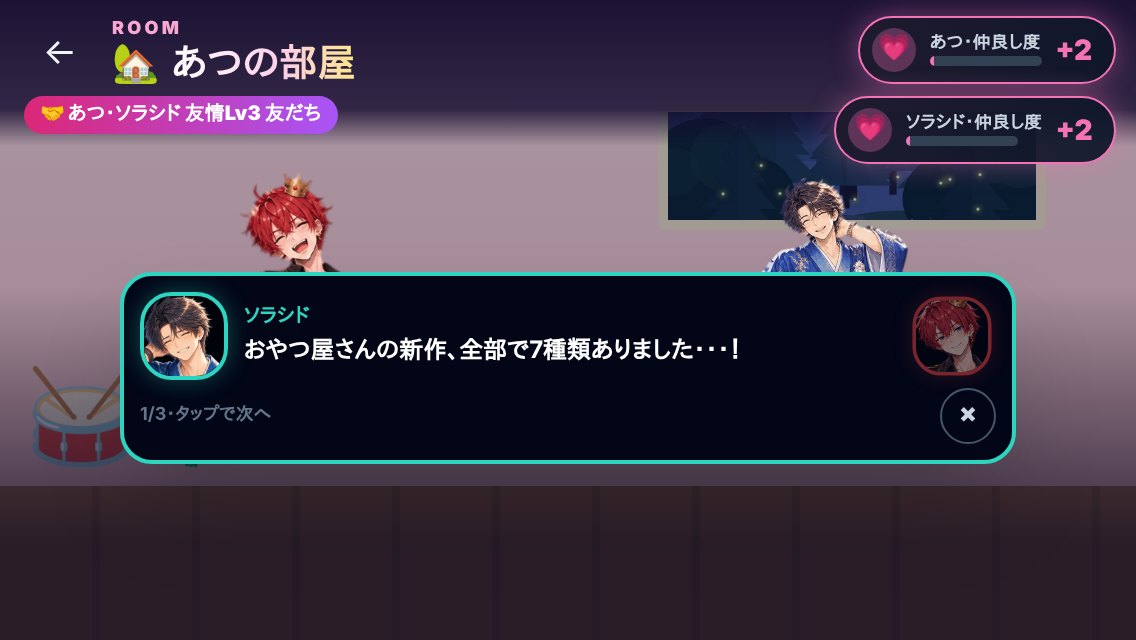 ROOM
🏡 あつの部屋
🤝 あつ・ソラシド 友情Lv3 友だち
あつ・仲良し度
+2
ソラシド・仲良し度
+2
ソラシド
おやつ屋さんの新作、全部で7種類ありました・・・！
1/3・タップで次へ
✖